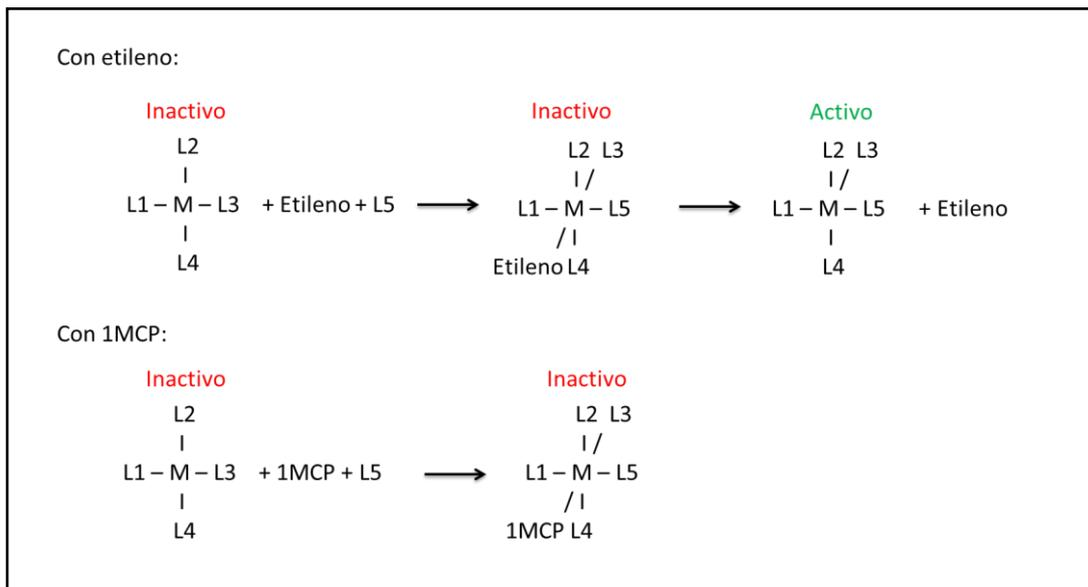 Con etileno:
Inactivo Inactivo Activo
L2 L2 L3 L2 L3
L1 – M – L3 + Etileno + L5 L1 – M – L5 L1 – M – L5 + Etileno
L4 Etileno L4 L4
Con 1MCP:
Inactivo Inactivo
L2 L2 L3
L1 – M – L3 + 1MCP + L5 L1 – M – L5
L4 1MCP L4